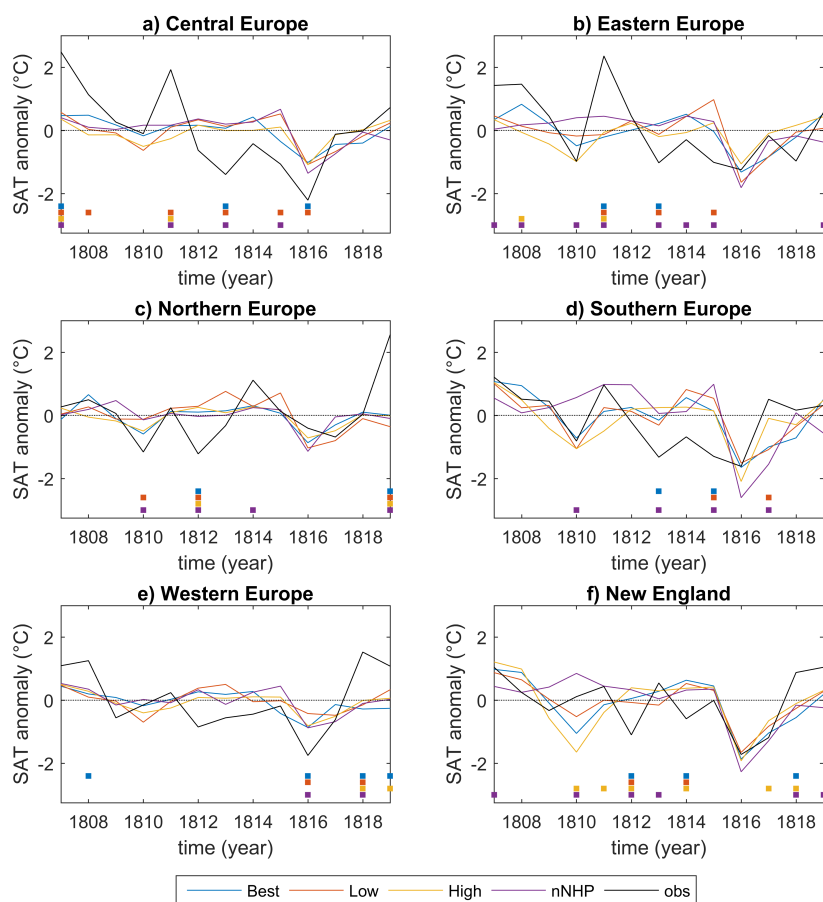 a) Central Europe
SAT anomaly (°C)
2
0
-2
1808 1810 1812 1814 1816 1818
time (year)
b) Eastern Europe
SAT anomaly (°C)
2
0
-2
1808 1810 1812 1814 1816 1818
time (year)
c) Northern Europe
SAT anomaly (°C)
2
0
-2
1808 1810 1812 1814 1816 1818
time (year)
d) Southern Europe
SAT anomaly (°C)
2
0
-2
1808 1810 1812 1814 1816 1818
time (year)
e) Western Europe
SAT anomaly (°C)
2
0
-2
1808 1810 1812 1814 1816 1818
time (year)
f) New England
SAT anomaly (°C)
2
0
-2
1808 1810 1812 1814 1816 1818
time (year)
Best Low High nNHP obs